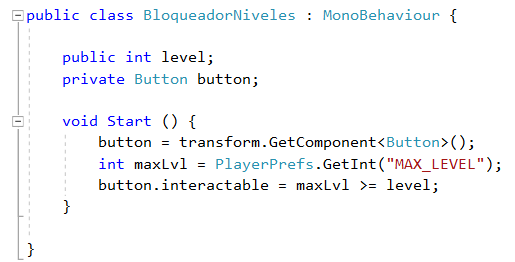 public class BloqueadorNiveles : MonoBehaviour {
public int level;
private Button button;
void Start () {
button = transform.GetComponent<Button>();
int maxLvl = PlayerPrefs.GetInt("MAX_LEVEL");
button.interactable = maxLvl >= level;
}
}